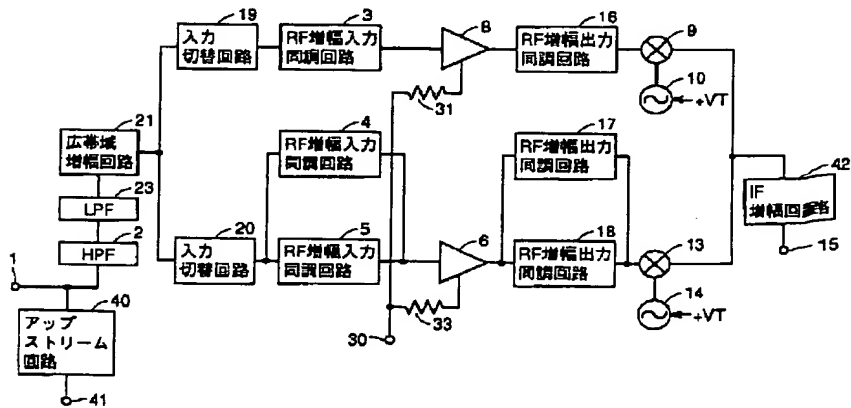 19
入力
切替回路
3
RF増幅入力
同調回路
8
16
RF増幅出力
同調回路
9
10
+VT
31
21
広帯域
増幅回路
4
RF増幅入力
同調回路
17
RF増幅出力
同調回路
42
IF
増幅回路
23
LPF
2
HPF
20
入力
切替回路
5
RF増幅入力
同調回路
6
18
RF増幅出力
同調回路
13
15
1
40
アップ
ストリーム
回路
33
30
14
+VT
41